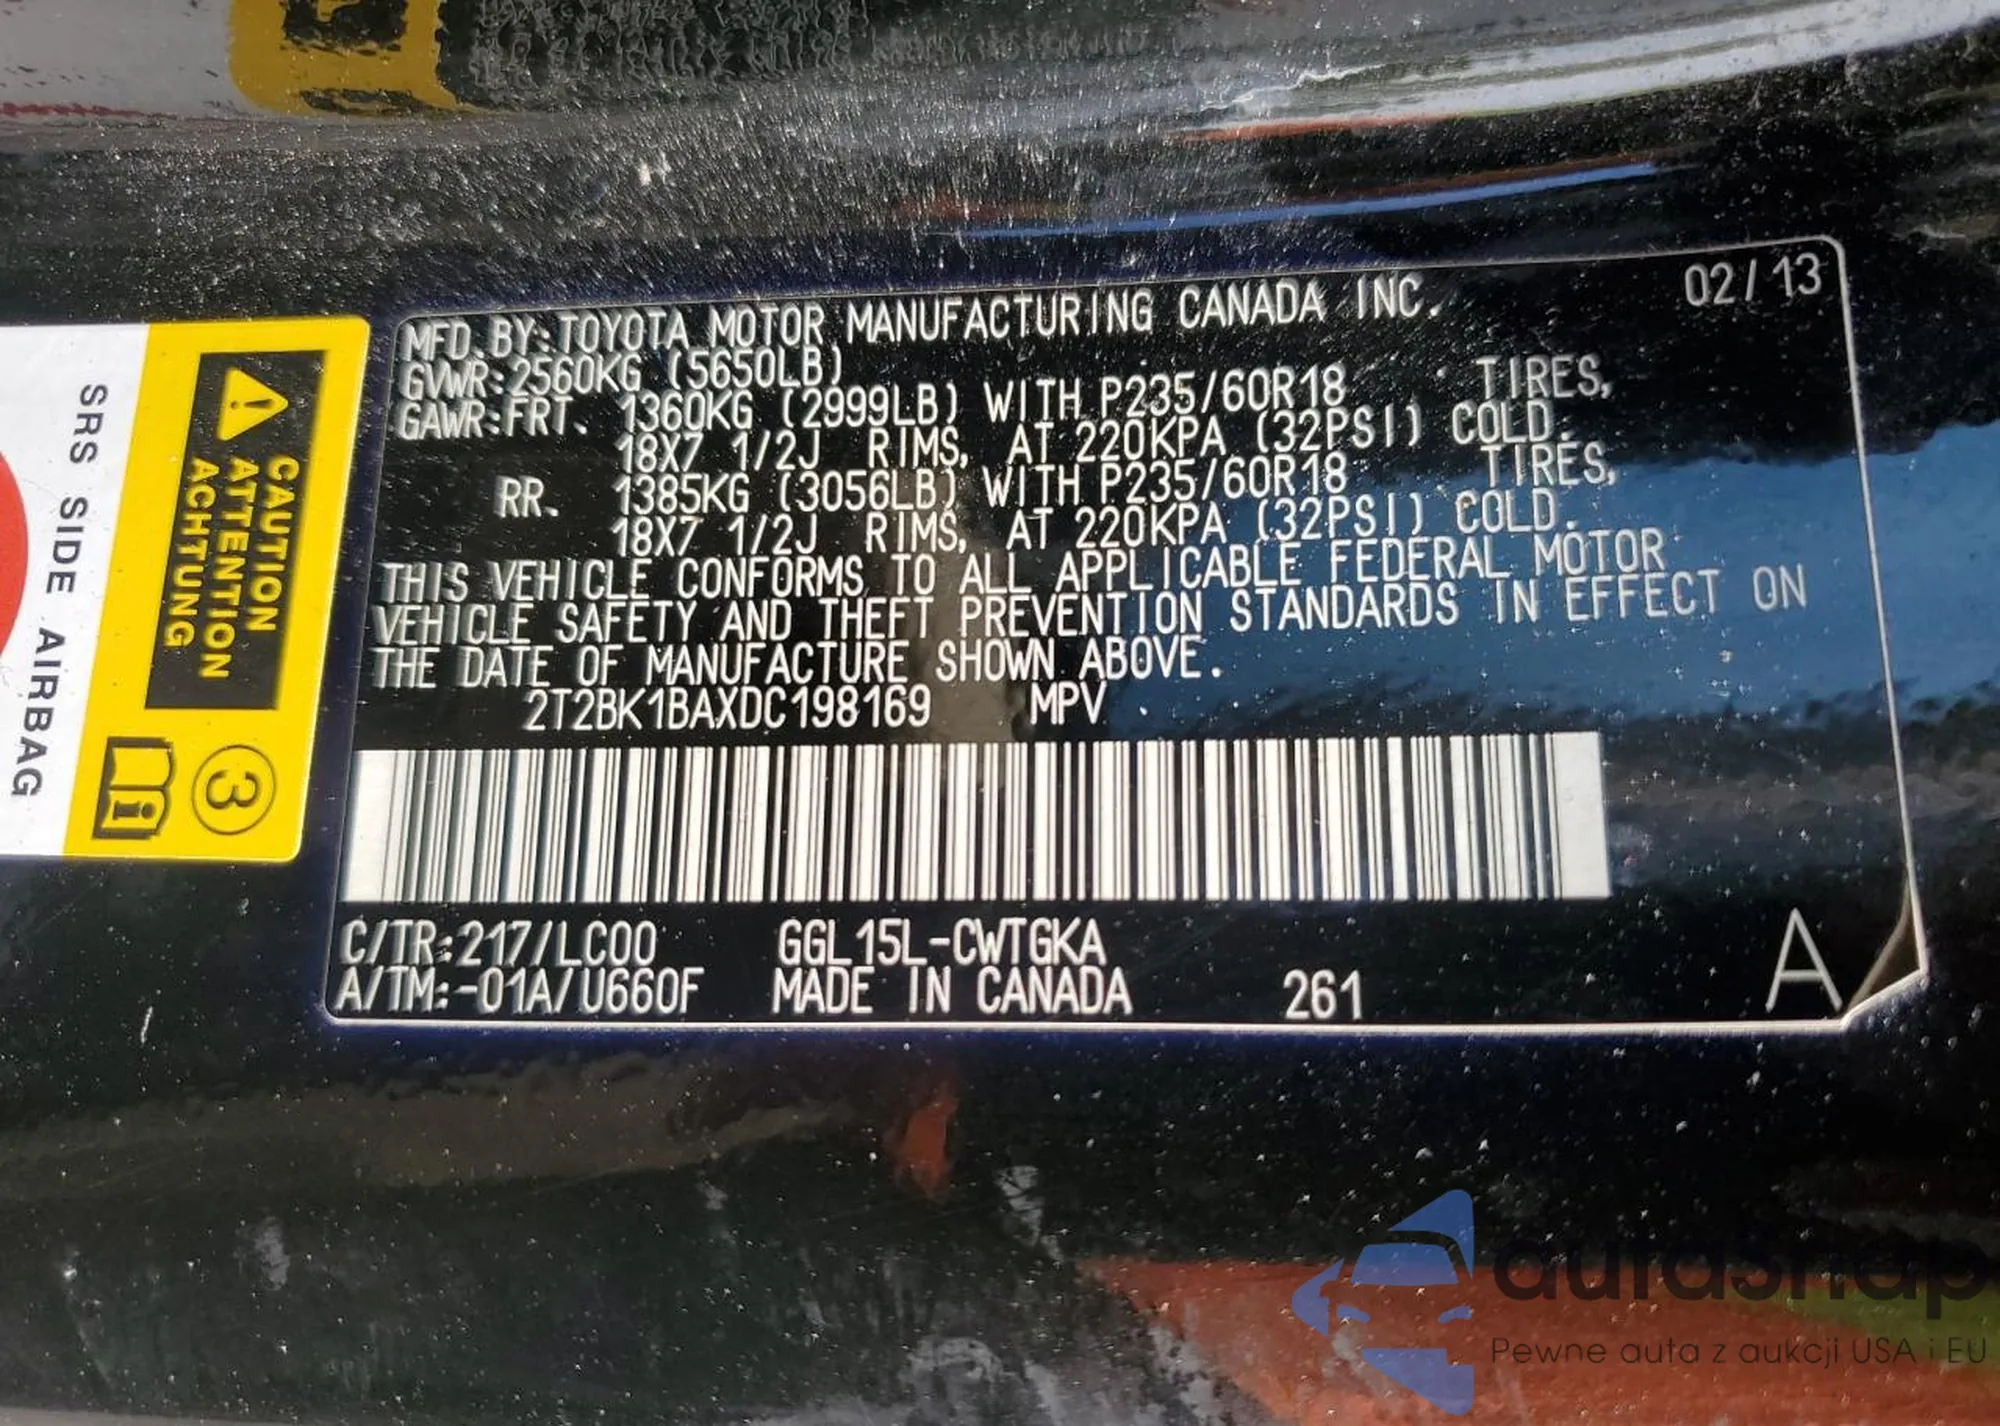 02/13
MFD. BY: TOYOTA MOTOR MANUFACTURING CANADA INC.
GVWR: 2560KG (5650LB)
GAWR: FRT. 1360KG (2999LB) WITH P235/60R18 TIRES,
18X7 1/2J RIMS, AT 220KPA (32PSI) COLD.
RR. 1385KG (3056LB) WITH P235/60R18 TIRES,
18X7 1/2J RIMS, AT 220KPA (32PSI) COLD.
THIS VEHICLE CONFORMS TO ALL APPLICABLE FEDERAL MOTOR
VEHICLE SAFETY AND THEFT PREVENTION STANDARDS IN EFFECT ON
THE DATE OF MANUFACTURE SHOWN ABOVE.
2T2BK1BAXDC198169 MPV
C/TR: 217/LC00 GGL15L-CWTGKA
A/TM: -01A/U660F MADE IN CANADA 261
A
CAUTION
ATTENTION
ACHTUNG
3
SRS SIDE AIRBAG
autasnap
Pewne auta z aukcji USA i EU